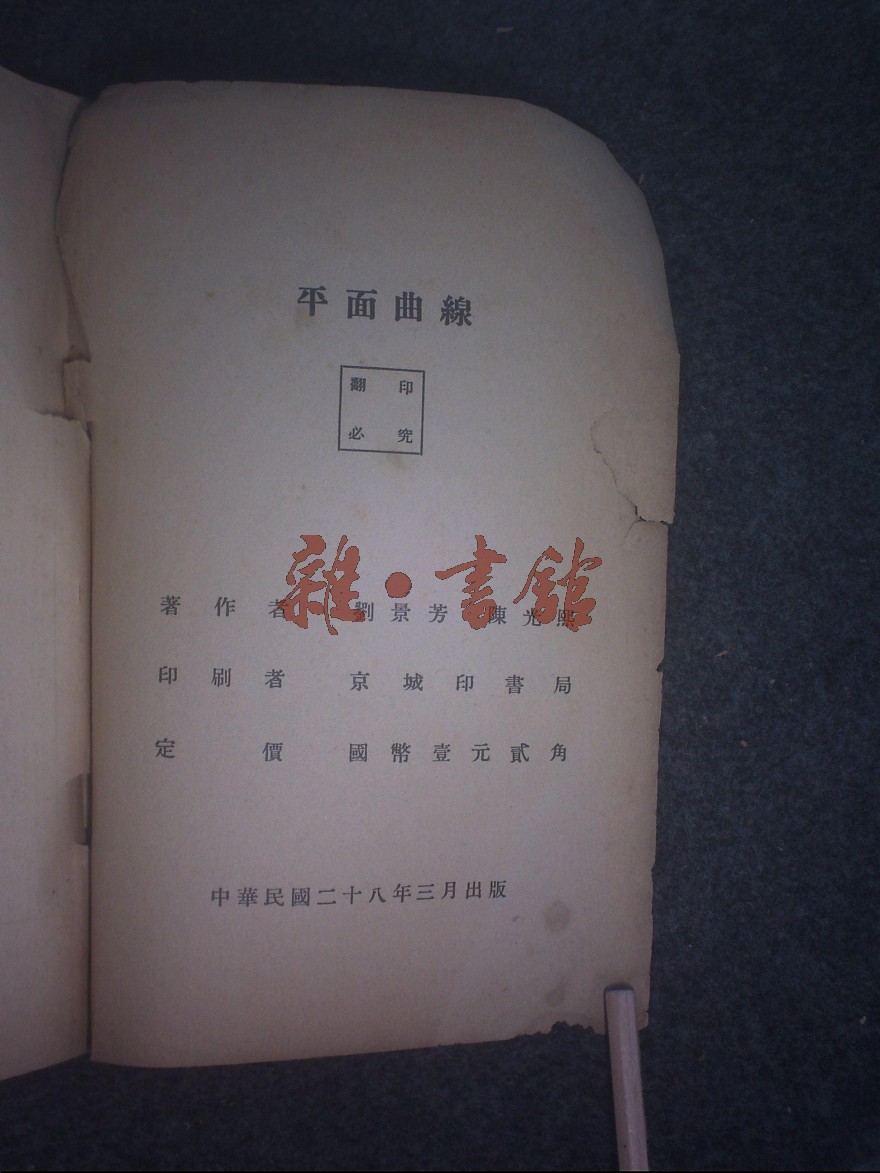 平面曲線
翻印
必究
雜·書館
著作者 劉景芳 陳光熙
印刷者 京城印書局
定價 國幣壹元貳角
中華民國二十八年三月出版